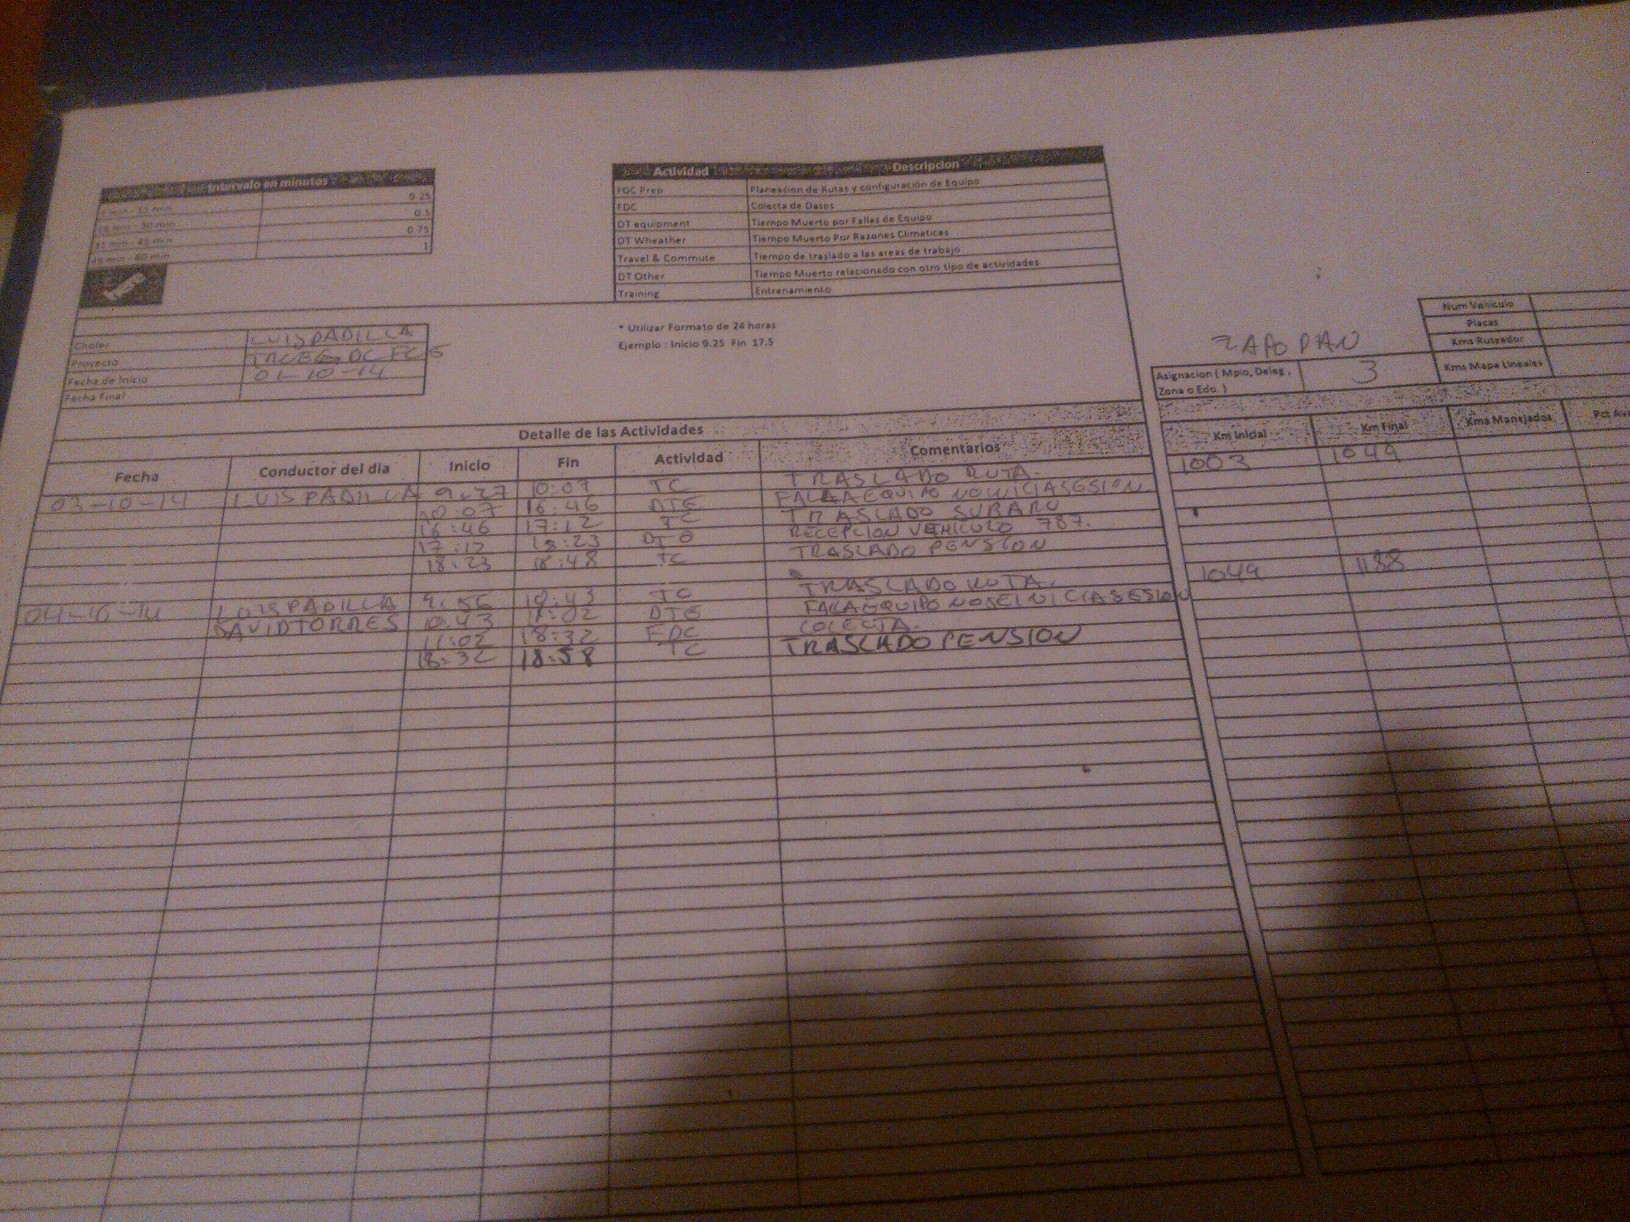 Intervalo en minutos
0.25
16 min - 30 min 0.5
31 min - 45 min 0.75
45 min - 60 min 1
Actividad Descripcion
FDC Prep Planeacion de Rutas y configuración de Equipo
FDC Colecta de Datos
DT equipment Tiempo Muerto por Fallas de Equipo
DT Wheather Tiempo Muerto Por Razones Climaticas
Travel & Commute Tiempo de traslado a las areas de trabajo
DT Other Tiempo Muerto relacionado con otro tipo de actividades
Training Entrenamiento
* Utilizar Formato de 24 horas
Ejemplo : Inicio 9.25 Fin 17.5
Chofer LUIS PADILLA
Proyecto
Fecha de Inicio 01-10-14
Fecha Final
ZAPOPAN
Asignacion ( Mpio, Deleg , Zona o Edo. ) 3
Num Vehiculo
Placas
Kms Ruteador
Kms Mapa Lineales
Detalle de las Actividades
Fecha Conductor del dia Inicio Fin Actividad Comentarios Km Inicial Km Final Kms Manejados
03-10-14 LUIS PADILLA 9:27 10:07 TC TRASLADO RUTA. 1003 1049
10:07 16:46 DTE FALLA EQUIPO NO INICIA SESION
16:46 17:12 TC TRASLADO SUBARU
17:12 18:23 DTO RECEPCION VEHICULO 787.
18:23 18:48 TC TRASLADO PENSION
04-10-14 LUIS PADILLA 9:56 10:43 TC TRASLADO RUTA. 1049 1188
DAVID TORRES 10:43 11:02 DTE FALLA EQUIPO NO SE INICIA SESION
11:02 18:32 FDC COLECTA.
18:32 18:58 TC TRASLADO PENSION